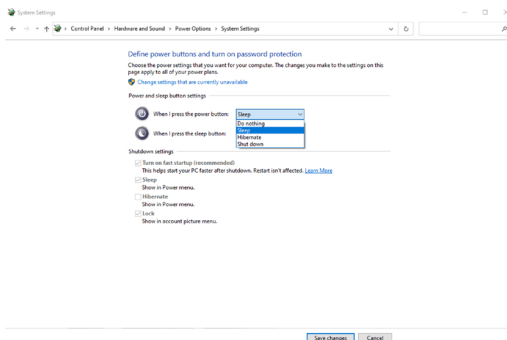 System Settings
Control Panel > Hardware and Sound > Power Options > System Settings
Define power buttons and turn on password protection
Choose the power settings that you want for your computer. The changes you make to the settings on this
page apply to all of your power plans.
Change settings that are currently unavailable
Power and sleep button settings
When I press the power button: Sleep
Do nothing
Sleep
Hibernate
Shut down
When I press the sleep button:
Shutdown settings
Turn on fast startup (recommended)
This helps start your PC faster after shutdown. Restart isn't affected. Learn More
Sleep
Show in Power menu.
Hibernate
Show in Power menu.
Lock
Show in account picture menu.
Save changes Cancel